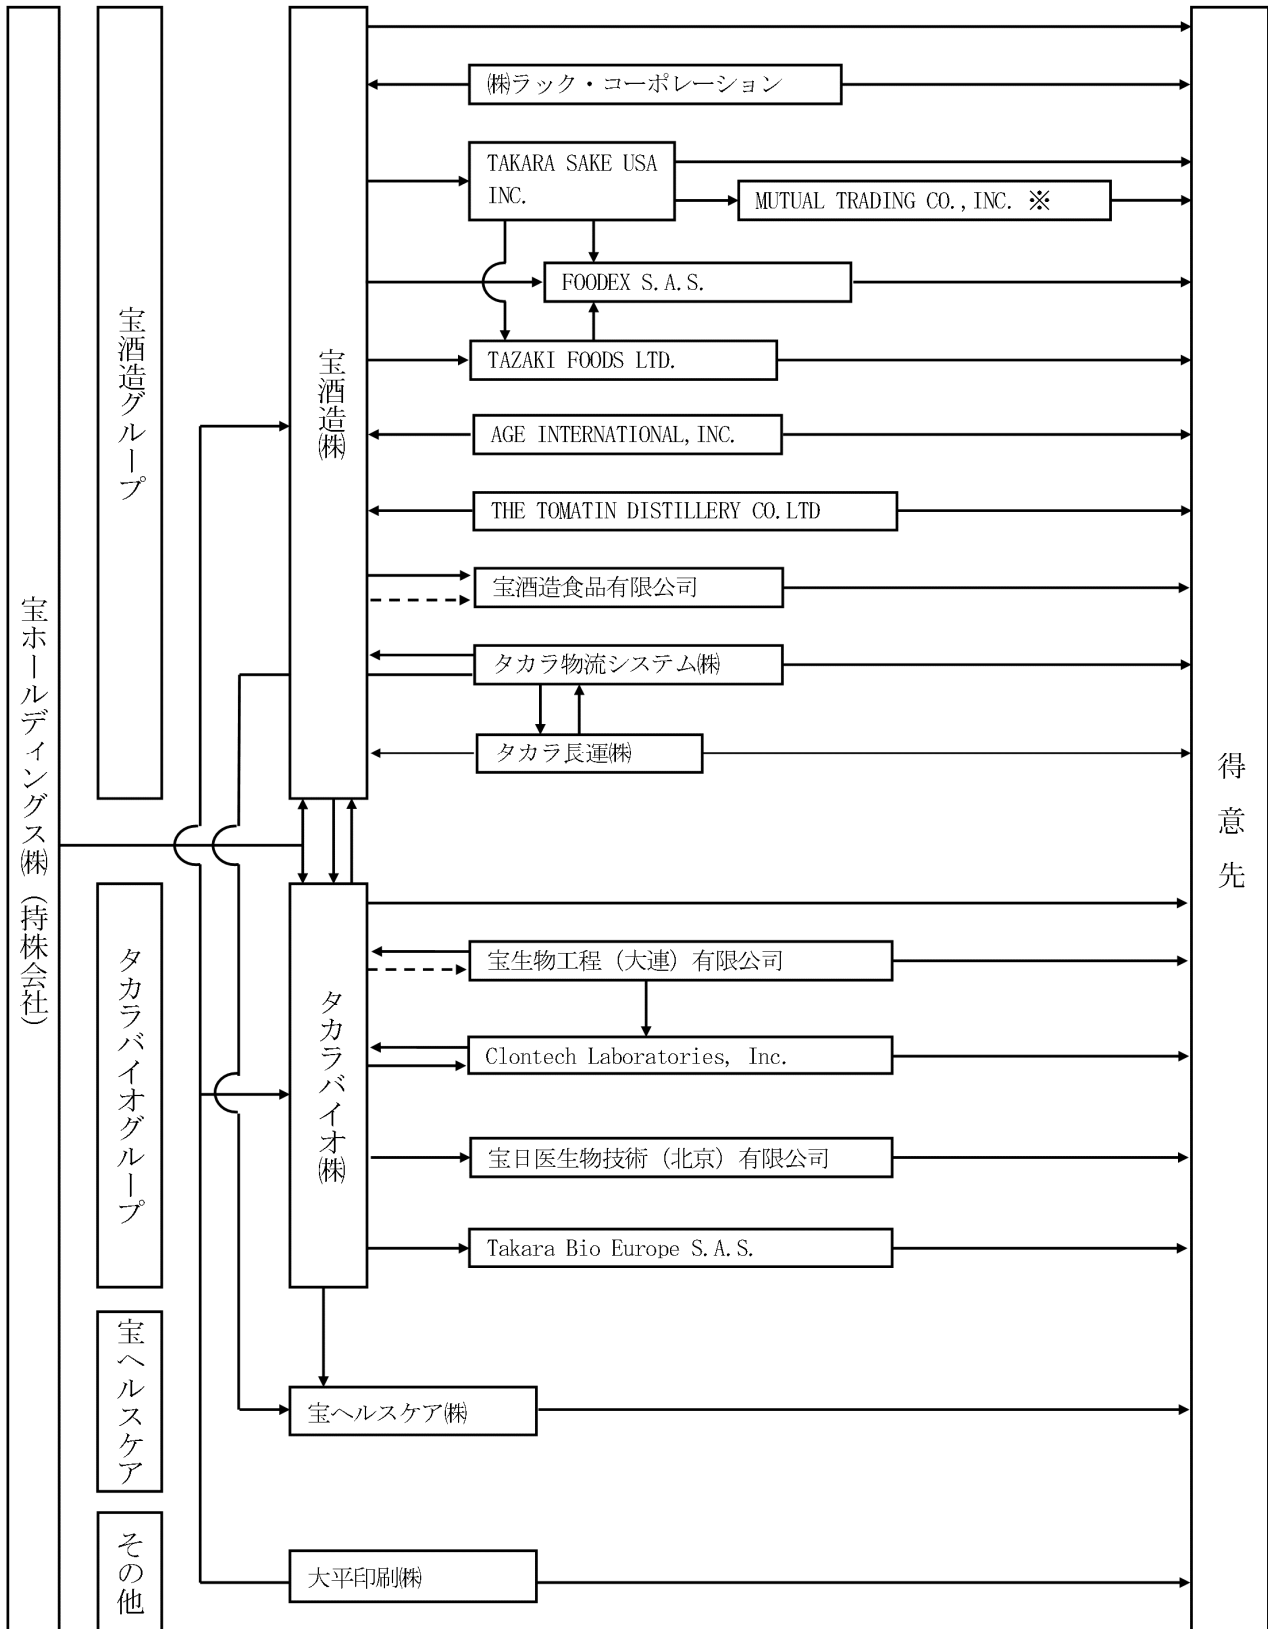 宝ホールディングス㈱（持株会社）
宝酒造グループ
宝酒造㈱
㈱ラック・コーポレーション
TAKARA SAKE USA
INC.
MUTUAL TRADING CO.,INC. ※
FOODEX S.A.S.
TAZAKI FOODS LTD.
AGE INTERNATIONAL,INC.
THE TOMATIN DISTILLERY CO.LTD
宝酒造食品有限公司
タカラ物流システム㈱
タカラ長運㈱
タカラバイオグループ
タカラバイオ㈱
宝生物工程（大連）有限公司
Clontech Laboratories, Inc.
宝日医生物技術（北京）有限公司
Takara Bio Europe S.A.S.
宝ヘルスケア
宝ヘルスケア㈱
その他
大平印刷㈱
得意先